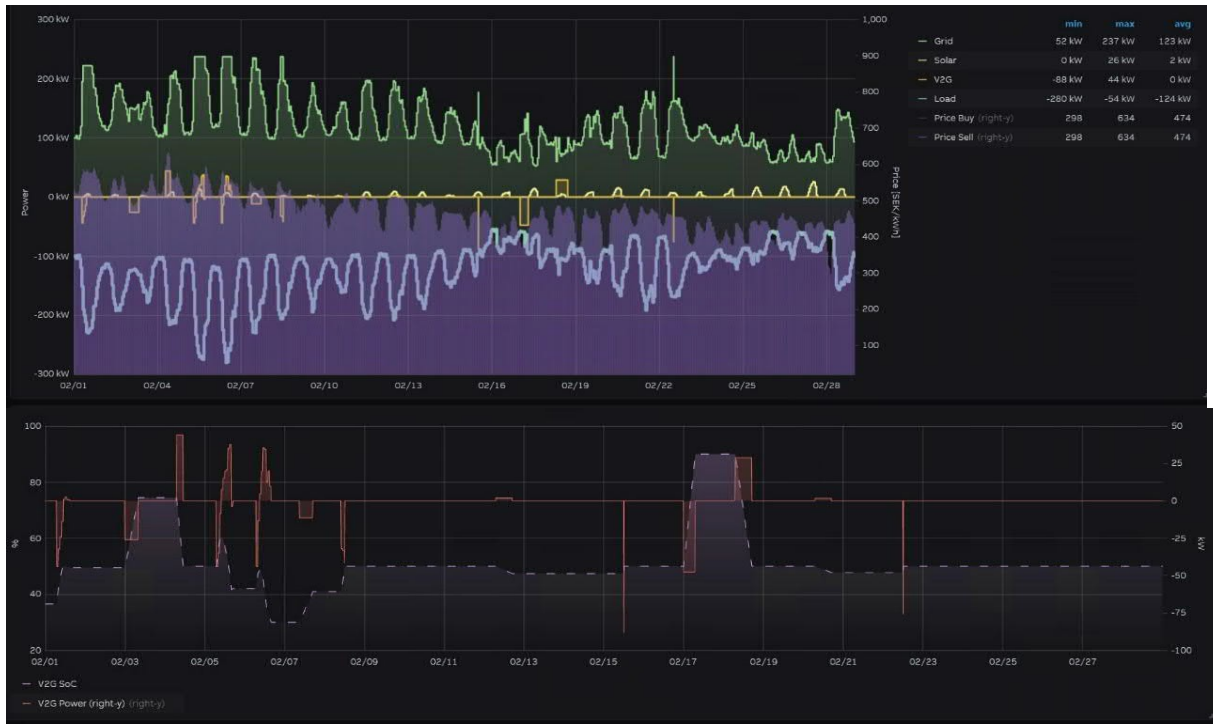 300 kW
200 kW
100 kW
0 kW
-100 kW
-200 kW
-300 kW
Power
1,000
900
800
700
600
500
400
300
200
100
Price [SEK/kWh]
02/01 02/04 02/07 02/10 02/13 02/16 02/19 02/22 02/25 02/28
min max avg
Grid 52 kW 237 kW 123 kW
Solar 0 kW 26 kW 2 kW
V2G -88 kW 44 kW 0 kW
Load -280 kW -54 kW -124 kW
Price Buy (right-y) 298 634 474
Price Sell (right-y) 298 634 474
100
80
60
40
20
%
50
25
0
-25
-50
-75
-100
kW
02/01 02/03 02/05 02/07 02/09 02/11 02/13 02/15 02/17 02/19 02/21 02/23 02/25 02/27
V2G SoC
V2G Power (right-y) (right-y)